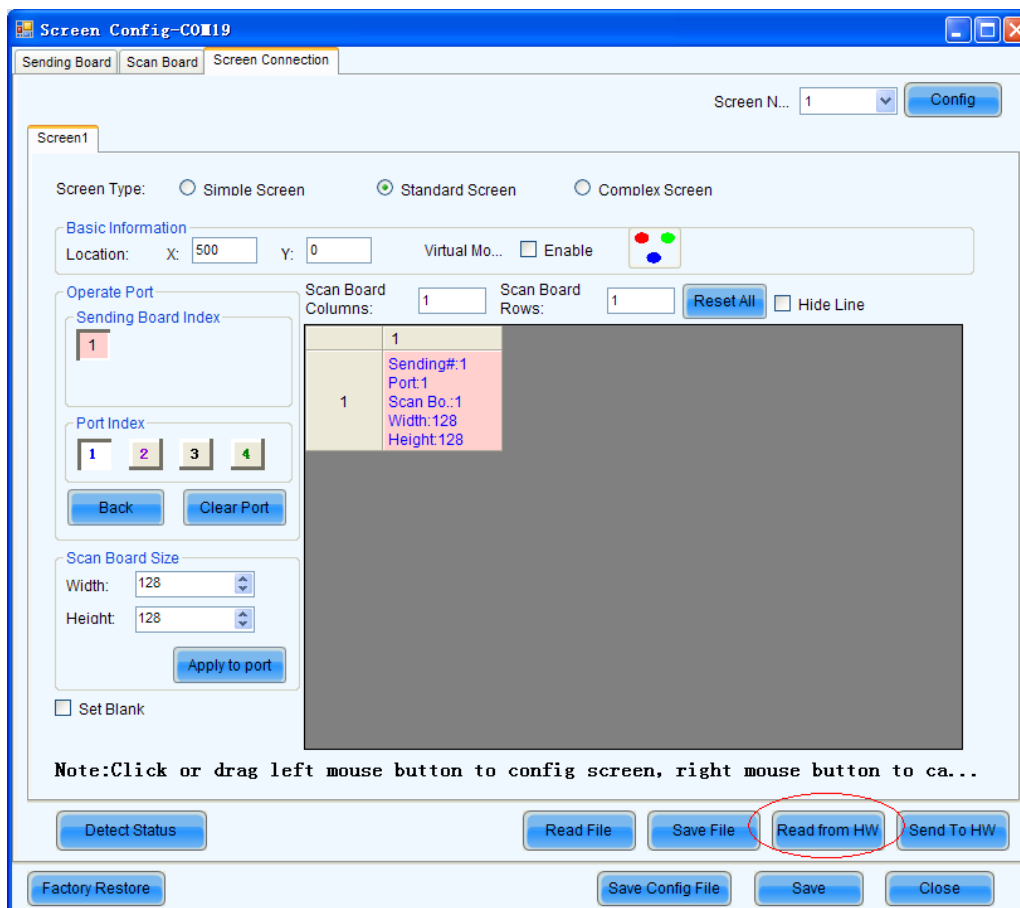 Screen Config-COM19
Sending Board Scan Board Screen Connection
Screen N... 1 Config
Screen1
Screen Type: Simple Screen Standard Screen Complex Screen
Basic Information
Location: X: 500 Y: 0 Virtual Mo... Enable
Operate Port
Scan Board Columns: 1 Scan Board Rows: 1 Reset All Hide Line
Sending Board Index
1
1
1
Sending#:1
Port:1
Scan Bo.:1
Width:128
Height:128
Port Index
1 2 3 4
Back Clear Port
Scan Board Size
Width: 128
Height: 128
Apply to port
Set Blank
Note:Click or drag left mouse button to config screen, right mouse button to ca...
Detect Status Read File Save File Read from HW Send To HW
Factory Restore Save Config File Save Close